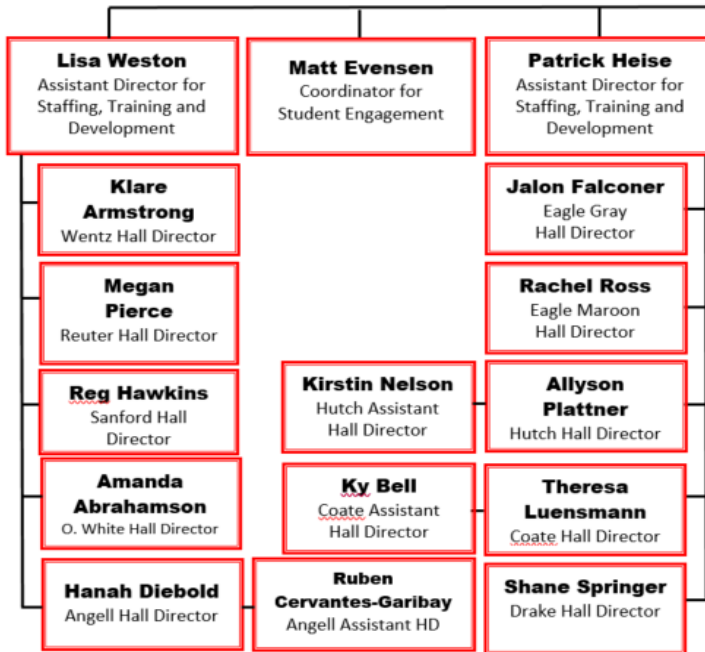 Lisa Weston
Assistant Director for
Staffing, Training and
Development
Matt Evensen
Coordinator for
Student Engagement
Patrick Heise
Assistant Director for
Staffing, Training and
Development
Klare
Armstrong
Wentz Hall Director
Jalon Falconer
Eagle Gray
Hall Director
Megan
Pierce
Reuter Hall Director
Rachel Ross
Eagle Maroon
Hall Director
Reg Hawkins
Sanford Hall
Director
Kirstin Nelson
Hutch Assistant
Hall Director
Allyson
Plattner
Hutch Hall Director
Amanda
Abrahamson
O. White Hall Director
Ky Bell
Coate Assistant
Hall Director
Theresa
Luensmann
Coate Hall Director
Hanah Diebold
Angell Hall Director
Ruben
Cervantes-Garibay
Angell Assistant HD
Shane Springer
Drake Hall Director